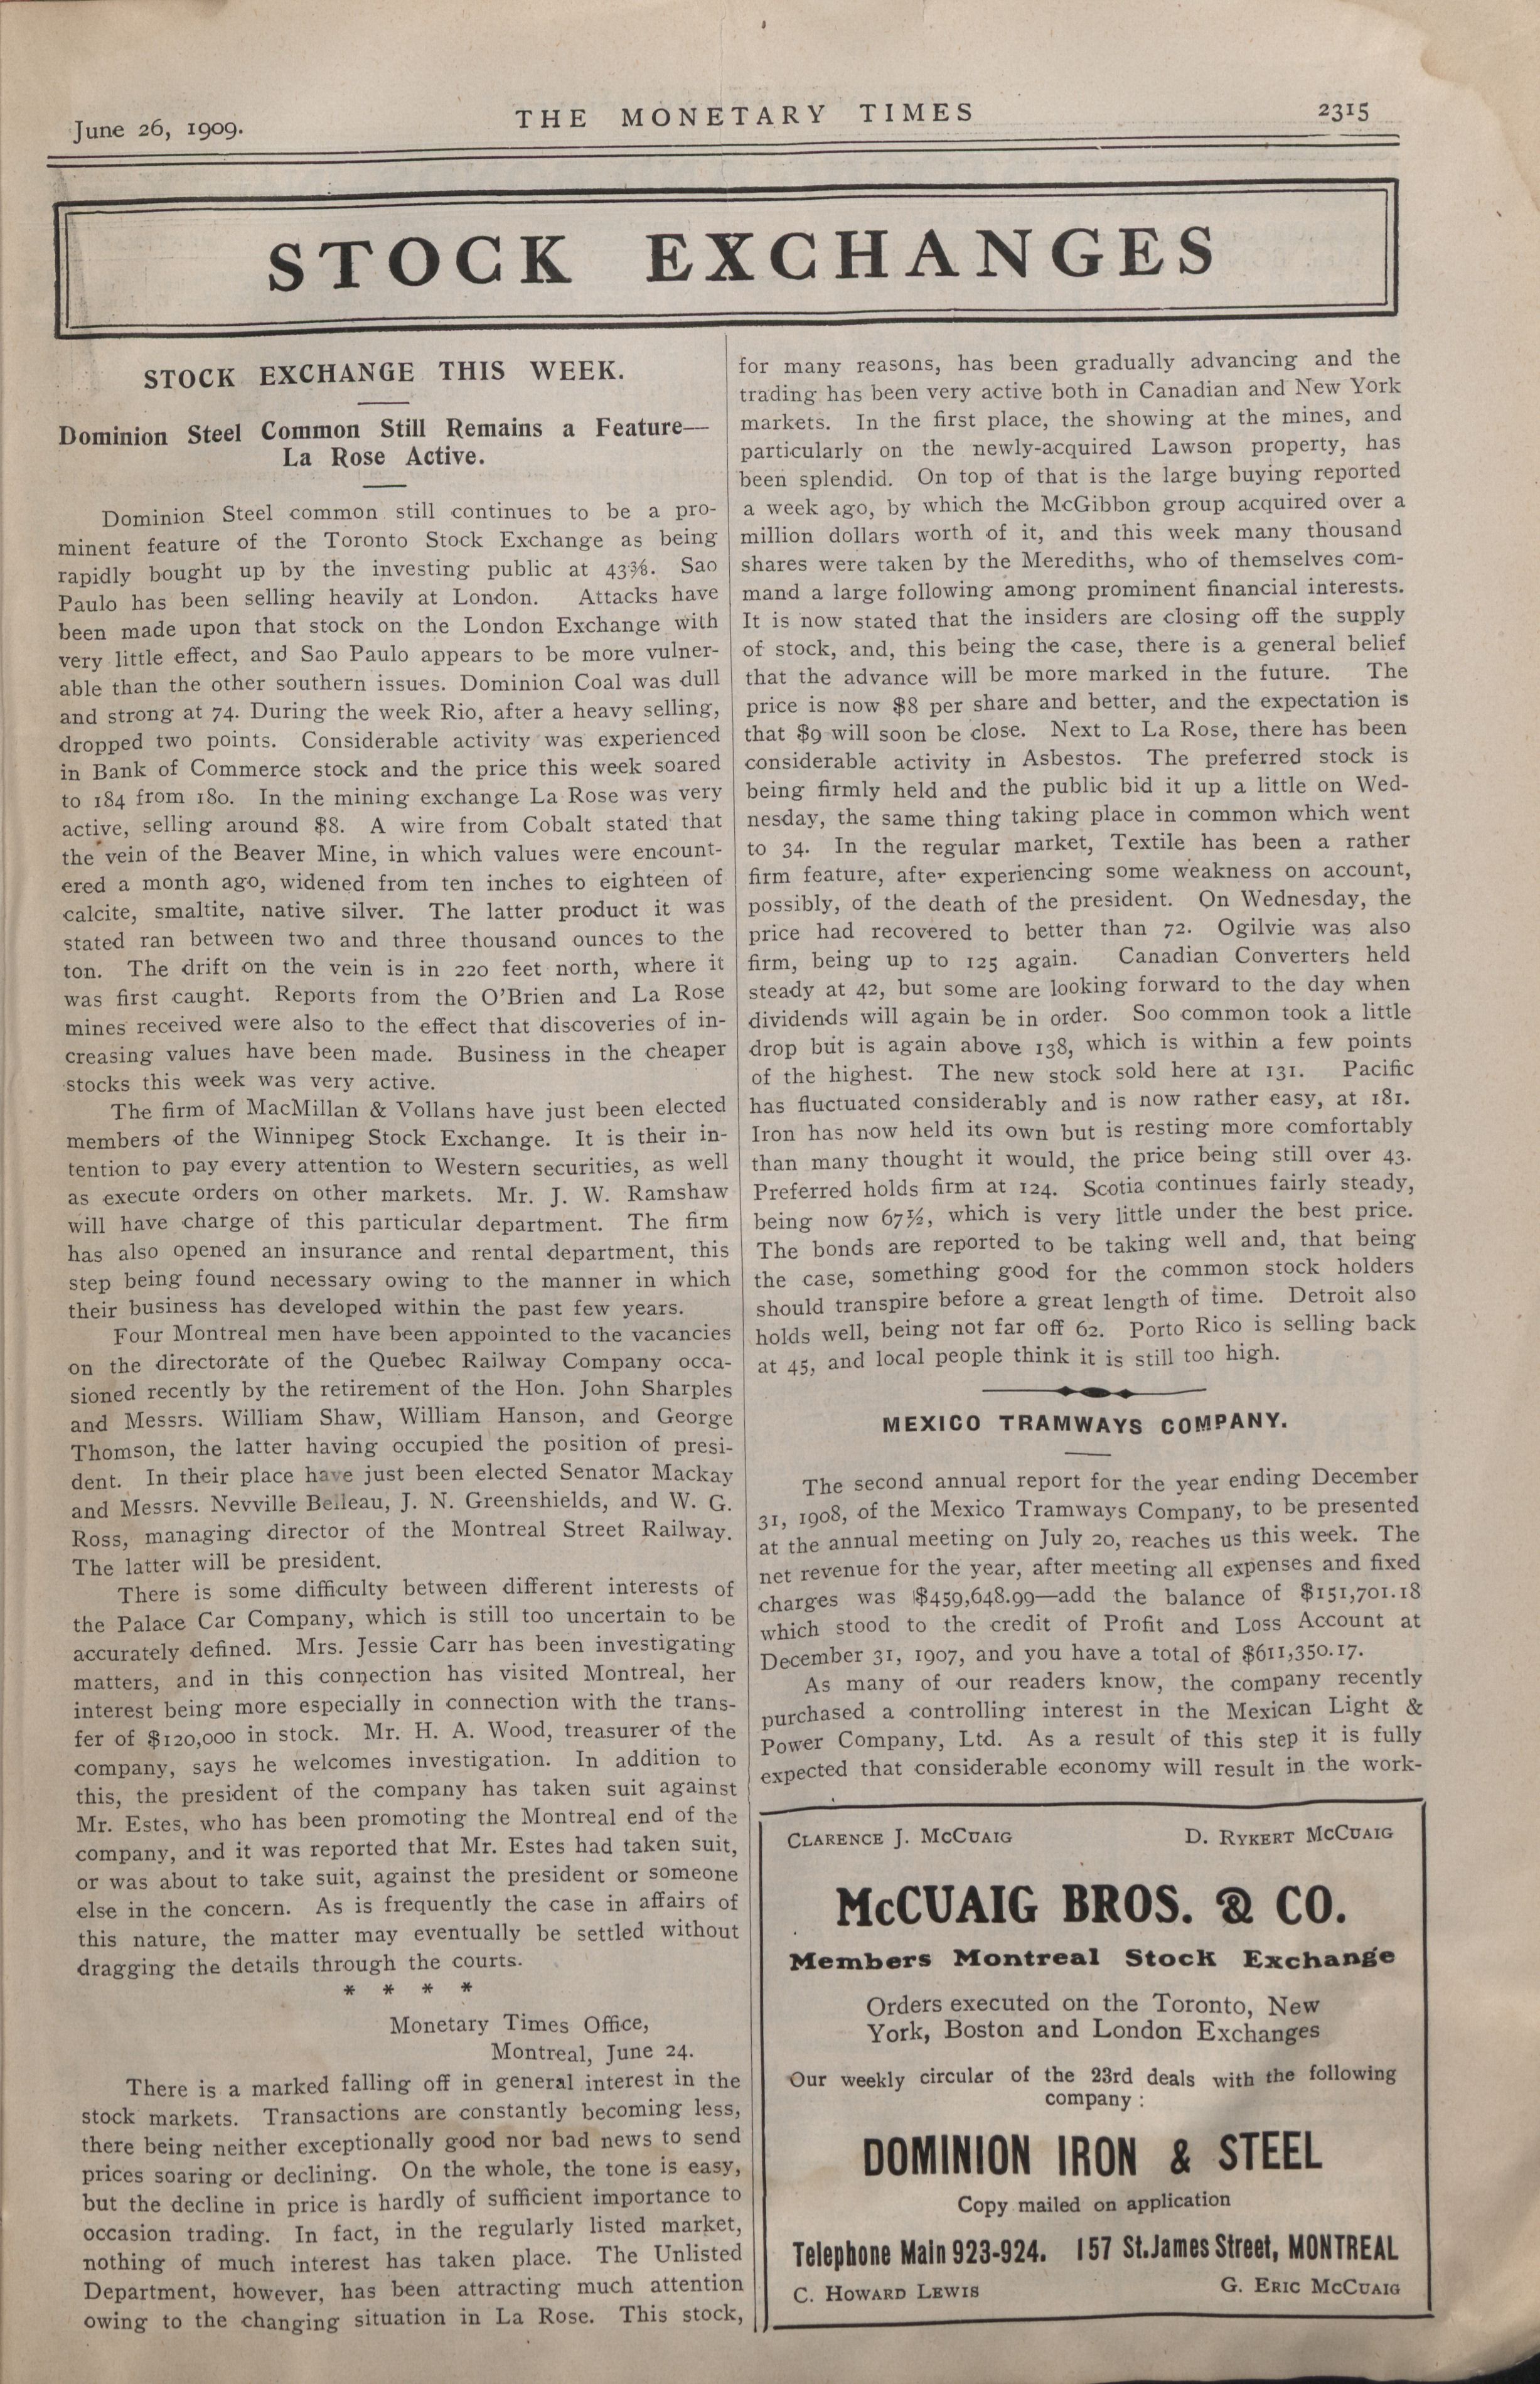 June 26, 1909.
THE MONETARY TIMES
2315
STOCK EXCHANGES
STOCK EXCHANGE THIS WEEK.
Dominion Steel Common Still Remains a Feature—
La Rose Active.
Dominion Steel common still continues to be a pro-
minent feature of the Toronto Stock Exchange as being
rapidly bought up by the investing public at 43⅜. Sao
Paulo has been selling heavily at London. Attacks have
been made upon that stock on the London Exchange with
very little effect, and Sao Paulo appears to be more vulner-
able than the other southern issues. Dominion Coal was dull
and strong at 74. During the week Rio, after a heavy selling,
dropped two points. Considerable activity was experienced
in Bank of Commerce stock and the price this week soared
to 184 from 180. In the mining exchange La Rose was very
active, selling around $8. A wire from Cobalt stated that
the vein of the Beaver Mine, in which values were encount-
ered a month ago, widened from ten inches to eighteen of
calcite, smaltite, native silver. The latter product it was
stated ran between two and three thousand ounces to the
ton. The drift on the vein is in 220 feet north, where it
was first caught. Reports from the O'Brien and La Rose
mines received were also to the effect that discoveries of in-
creasing values have been made. Business in the cheaper
stocks this week was very active.
The firm of MacMillan & Vollans have just been elected
members of the Winnipeg Stock Exchange. It is their in-
tention to pay every attention to Western securities, as well
as execute orders on other markets. Mr. J. W. Ramshaw
will have charge of this particular department. The firm
has also opened an insurance and rental department, this
step being found necessary owing to the manner in which
their business has developed within the past few years.
Four Montreal men have been appointed to the vacancies
on the directorate of the Quebec Railway Company occa-
sioned recently by the retirement of the Hon. John Sharples
and Messrs. William Shaw, William Hanson, and George
Thomson, the latter having occupied the position of presi-
dent. In their place have just been elected Senator Mackay
and Messrs. Nevville Belleau, J. N. Greenshields, and W. G.
Ross, managing director of the Montreal Street Railway.
The latter will be president.
There is some difficulty between different interests of
the Palace Car Company, which is still too uncertain to be
accurately defined. Mrs. Jessie Carr has been investigating
matters, and in this connection has visited Montreal, her
interest being more especially in connection with the trans-
fer of $120,000 in stock. Mr. H. A. Wood, treasurer of the
company, says he welcomes investigation. In addition to
this, the president of the company has taken suit against
Mr. Estes, who has been promoting the Montreal end of the
company, and it was reported that Mr. Estes had taken suit,
or was about to take suit, against the president or someone
else in the concern. As is frequently the case in affairs of
this nature, the matter may eventually be settled without
dragging the details through the courts.
* * * *
Monetary Times Office,
Montreal, June 24.
There is a marked falling off in general interest in the
stock markets. Transactions are constantly becoming less,
there being neither exceptionally good nor bad news to send
prices soaring or declining. On the whole, the tone is easy,
but the decline in price is hardly of sufficient importance to
occasion trading. In fact, in the regularly listed market,
nothing of much interest has taken place. The Unlisted
Department, however, has been attracting much attention
owing to the changing situation in La Rose. This stock,
for many reasons, has been gradually advancing and the
trading has been very active both in Canadian and New York
markets. In the first place, the showing at the mines, and
particularly on the newly-acquired Lawson property, has
been splendid. On top of that is the large buying reported
a week ago, by which the McGibbon group acquired over a
million dollars worth of it, and this week many thousand
shares were taken by the Merediths, who of themselves com-
mand a large following among prominent financial interests.
It is now stated that the insiders are closing off the supply
of stock, and, this being the case, there is a general belief
that the advance will be more marked in the future. The
price is now $8 per share and better, and the expectation is
that $9 will soon be close. Next to La Rose, there has been
considerable activity in Asbestos. The preferred stock is
being firmly held and the public bid it up a little on Wed-
nesday, the same thing taking place in common which went
to 34. In the regular market, Textile has been a rather
firm feature, after experiencing some weakness on account,
possibly, of the death of the president. On Wednesday, the
price had recovered to better than 72. Ogilvie was also
firm, being up to 125 again. Canadian Converters held
steady at 42, but some are looking forward to the day when
dividends will again be in order. Soo common took a little
drop but is again above 138, which is within a few points
of the highest. The new stock sold here at 131. Pacific
has fluctuated considerably and is now rather easy, at 181.
Iron has now held its own but is resting more comfortably
than many thought it would, the price being still over 43.
Preferred holds firm at 124. Scotia continues fairly steady,
being now 67½, which is very little under the best price.
The bonds are reported to be taking well and, that being
the case, something good for the common stock holders
should transpire before a great length of time. Detroit also
holds well, being not far off 62. Porto Rico is selling back
at 45, and local people think it is still too high.
MEXICO TRAMWAYS COMPANY.
The second annual report for the year ending December
31, 1908, of the Mexico Tramways Company, to be presented
at the annual meeting on July 20, reaches us this week. The
net revenue for the year, after meeting all expenses and fixed
charges was $459,648.99—add the balance of $151,701.18
which stood to the credit of Profit and Loss Account at
December 31, 1907, and you have a total of $611,350.17.
As many of our readers know, the company recently
purchased a controlling interest in the Mexican Light &
Power Company, Ltd. As a result of this step it is fully
expected that considerable economy will result in the work-
CLARENCE J. MCCUAIG D. RYKERT MCCUAIG
McCUAIG BROS. & CO.
Members Montreal Stock Exchange
Orders executed on the Toronto, New
York, Boston and London Exchanges
Our weekly circular of the 23rd deals with the following
company :
DOMINION IRON & STEEL
Copy mailed on application
Telephone Main 923-924. 157 St. James Street, MONTREAL
C. HOWARD LEWIS G. ERIC MCCUAIG